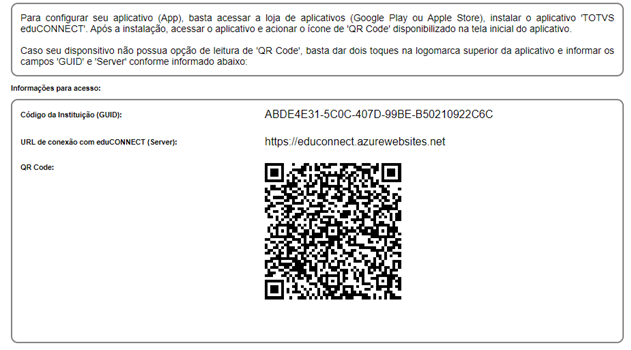 Para configurar seu aplicativo (App), basta acessar a loja de aplicativos (Google Play ou Apple Store), instalar o aplicativo 'TOTVS
eduCONNECT'. Após a instalação, acessar o aplicativo e acionar o ícone de 'QR Code' disponibilizado na tela inicial do aplicativo.
Caso seu disponsitivo não possua opção de leitura de 'QR Code', basta dar dois toques na logomarca superior da aplicativo e informar os
campos 'GUID' e 'Server' conforme informado abaixo:
Informações para acesso:
Código da Instituição (GUID): ABDE4E31-5C0C-407D-99BE-B50210922C6C
URL de conexão com eduCONNECT (Server): https://educonnect.azurewebsites.net
QR Code: